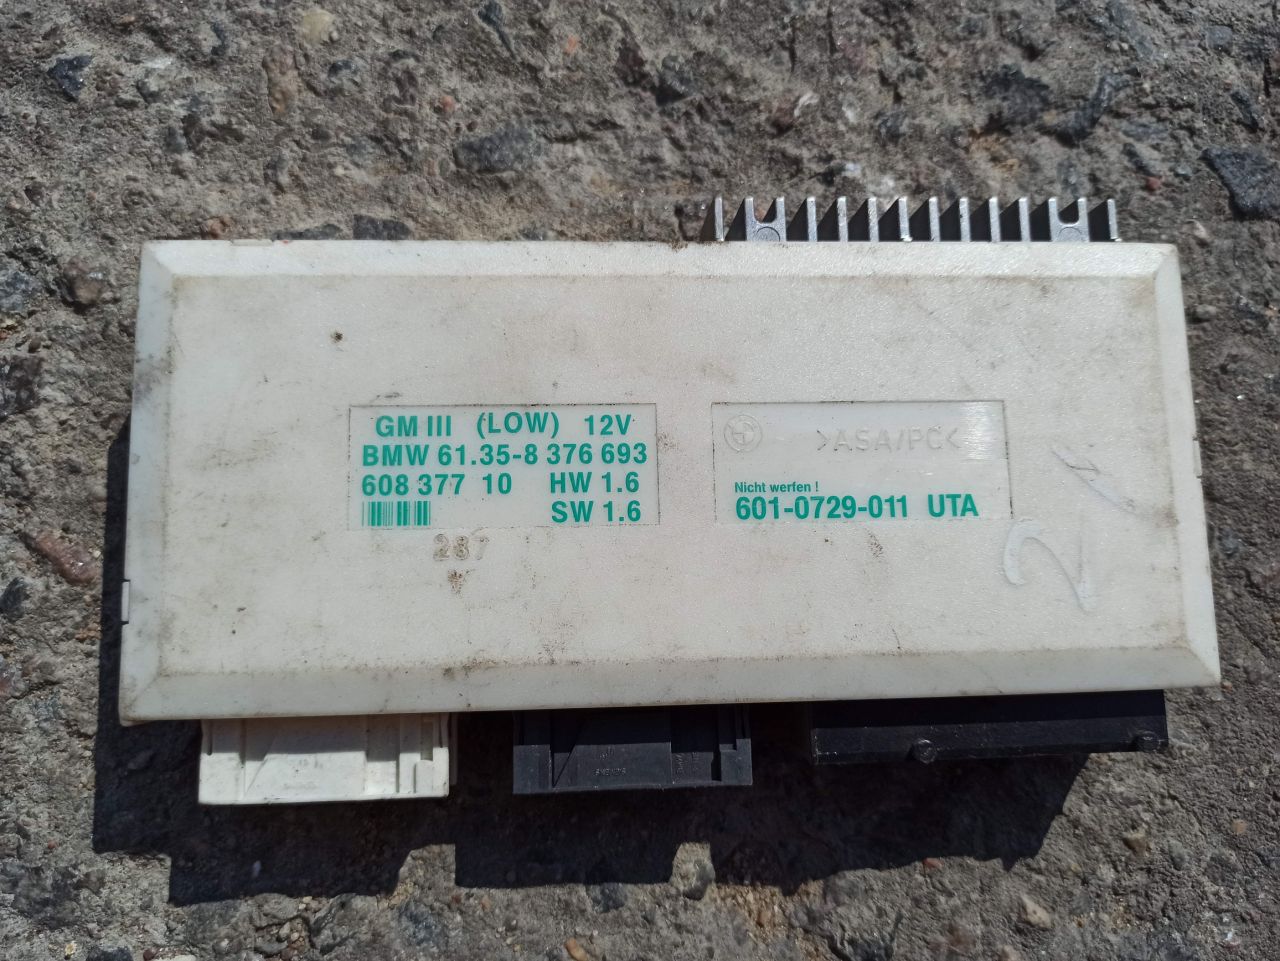 GM III (LOW) 12V
BMW 61.35-8 376 693
608 377 10 HW 1.6
SW 1.6
287
>ASA/PC<
Nicht werfen !
601-0729-011 UTA
2